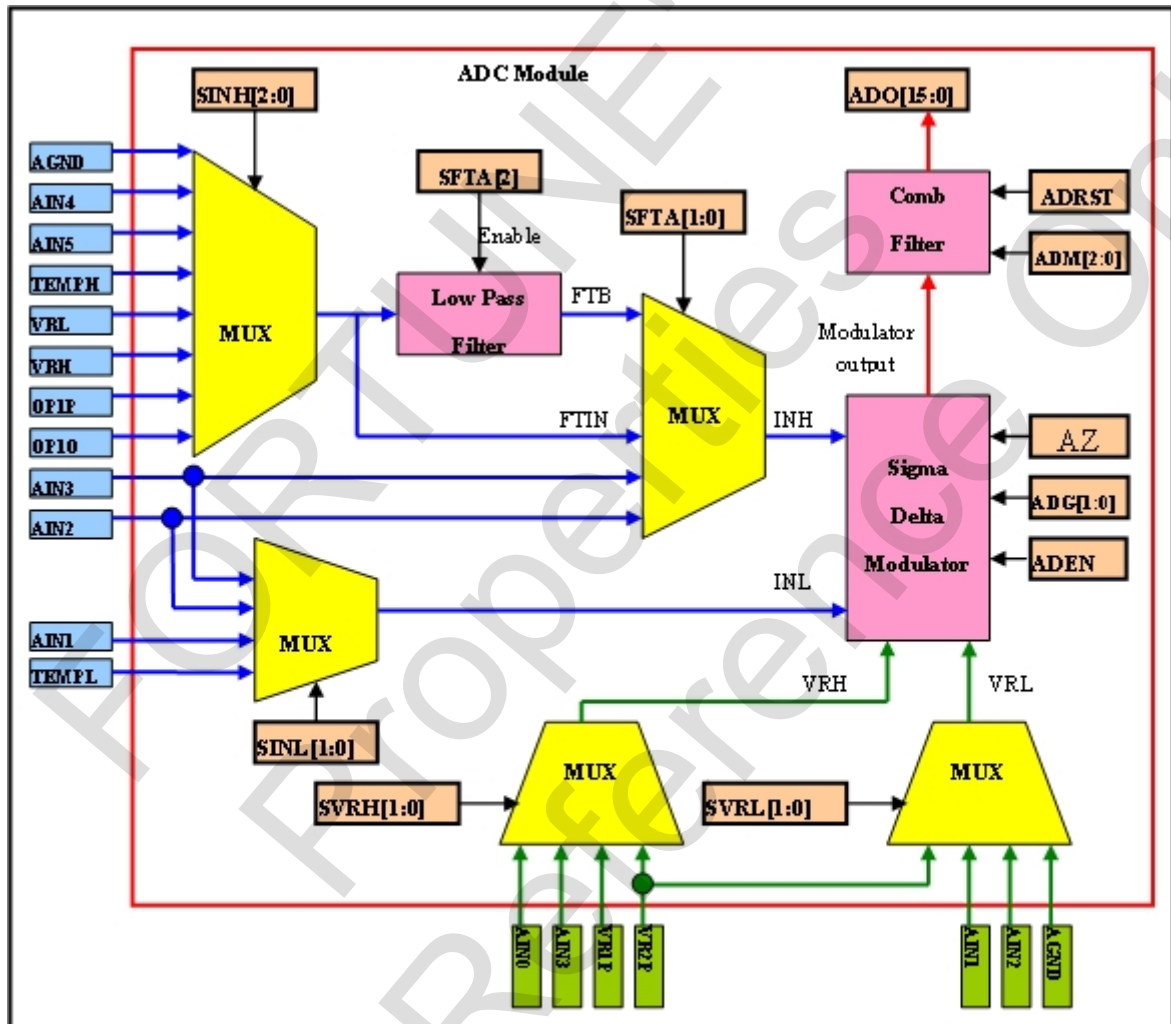 ADC Module
SINH[2:0]
ADO[15:0]
AGND
AIN4
AIN5
TEMPH
VRL
VRH
OP1P
OP1O
AIN3
AIN2
AIN1
TEMPL
MUX
SFTA[2]
Enable
Low Pass
Filter
FTB
FTIN
SFTA[1:0]
MUX
INH
Comb
Filter
ADRST
ADM[2:0]
Modulator
output
Sigma
Delta
Modulator
AZ
ADG[1:0]
ADEN
MUX
INL
SINL[1:0]
VRH
VRL
MUX
MUX
SVRH[1:0]
SVRL[1:0]
AIN0
AIN3
VR1P
VR2P
AIN1
AIN2
AGND
FORTUNE
Properties
Reference